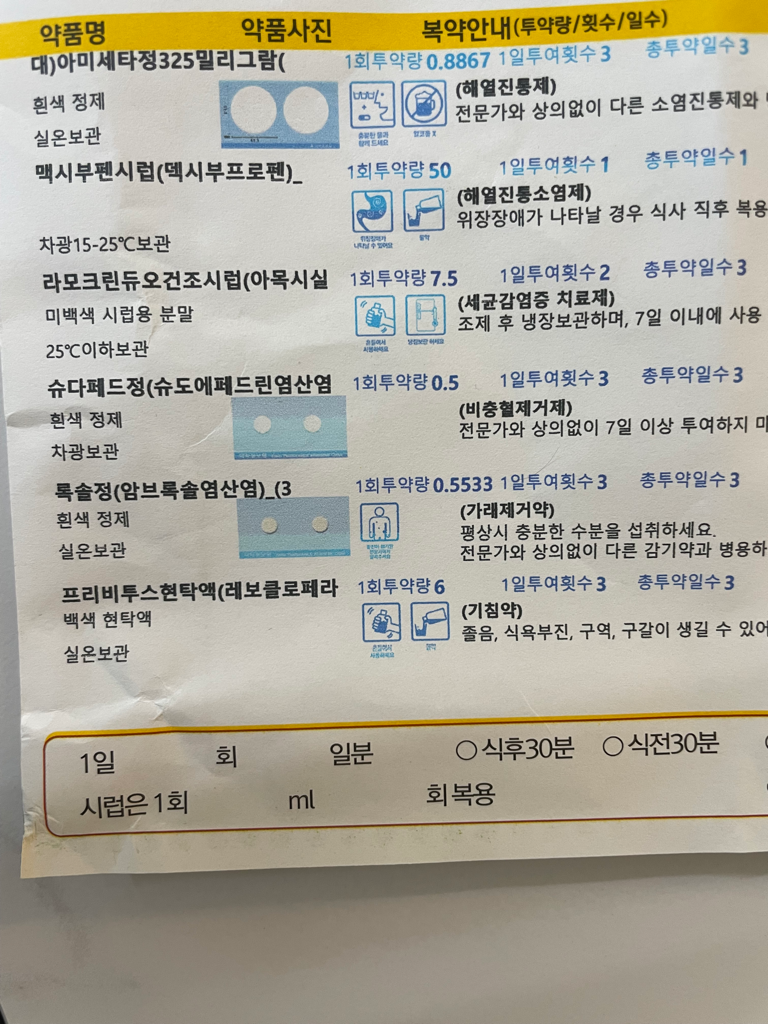 약품명 약품사진 복약안내(투약량/횟수/일수)
대)아미세타정325밀리그람( 1회투약량 0.8867 1일투여횟수 3 총투약일수 3
흰색 정제
실온보관
(해열진통제)
전문가와 상의없이 다른 소염진통제와
맥시부펜시럽(덱시부프로펜)_ 1회투약량 50 1일투여횟수 1 총투약일수 1
차광15-25℃보관
(해열진통소염제)
위장장애가 나타날 경우 식사 직후 복용
라모크린듀오건조시럽(아목시실 1회투약량 7.5 1일투여횟수 2 총투약일수 3
미백색 시럽용 분말
25℃이하보관
(세균감염증 치료제)
조제 후 냉장보관하며, 7일 이내에 사용
슈다페드정(슈도에페드린염산염 1회투약량 0.5 1일투여횟수 3 총투약일수 3
흰색 정제
차광보관
(비충혈제거제)
전문가와 상의없이 7일 이상 투여하지
록솔정(암브록솔염산염)_(3 1회투약량 0.5533 1일투여횟수 3 총투약일수 3
흰색 정제
실온보관
(가래제거약)
평상시 충분한 수분을 섭취하세요.
전문가와 상의없이 다른 감기약과 병용하
프리비투스현탁액(레보클로페라 1회투약량 6 1일투여횟수 3 총투약일수 3
백색 현탁액
실온보관
(기침약)
졸음, 식욕부진, 구역, 구갈이 생길 수 있어
1일 회 일분 ○식후30분 ○식전30분
시럽은 1회 ml 회 복용